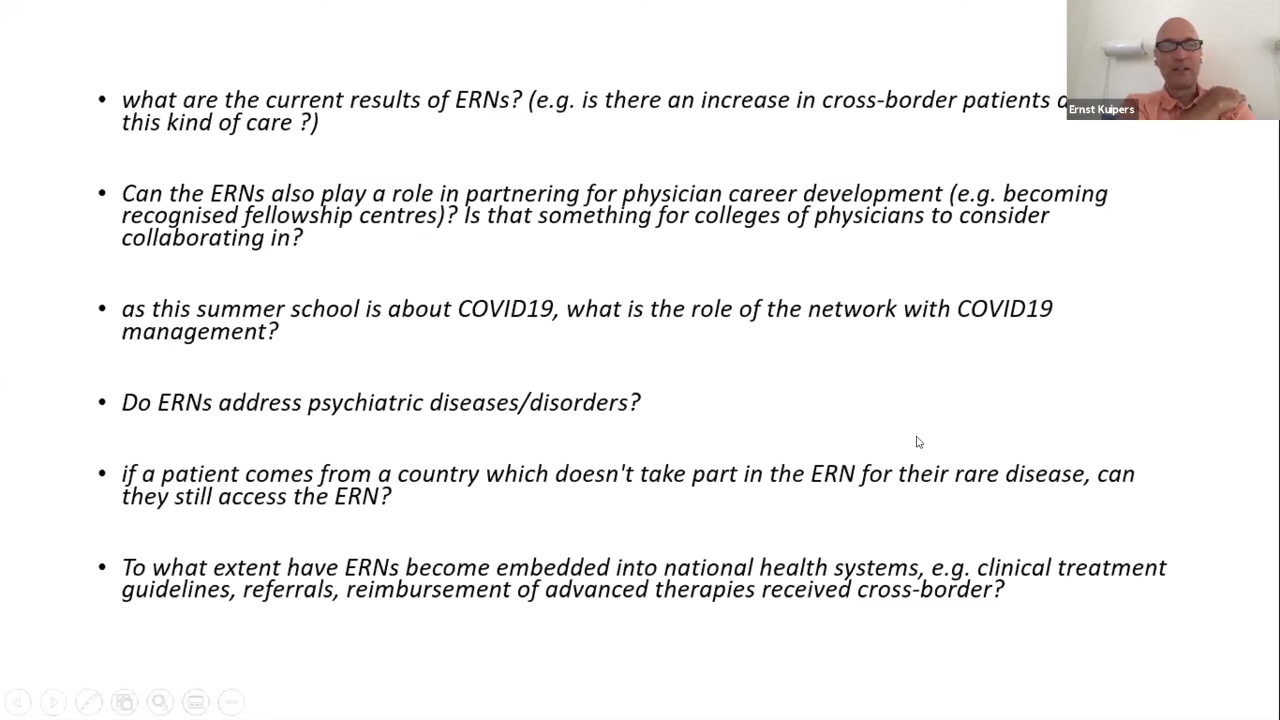 what are the current results of ERNs? (e.g. is there an increase in cross-border patients
this kind of care ?)
Ernst Kuipers
Can the ERNs also play a role in partnering for physician career development (e.g. becoming
recognised fellowship centres)? Is that something for colleges of physicians to consider
collaborating in?
as this summer school is about COVID19, what is the role of the network with COVID19
management?
Do ERNs address psychiatric diseases/disorders?
if a patient comes from a country which doesn't take part in the ERN for their rare disease, can
they still access the ERN?
To what extent have ERNs become embedded into national health systems, e.g. clinical treatment
guidelines, referrals, reimbursement of advanced therapies received cross-border?